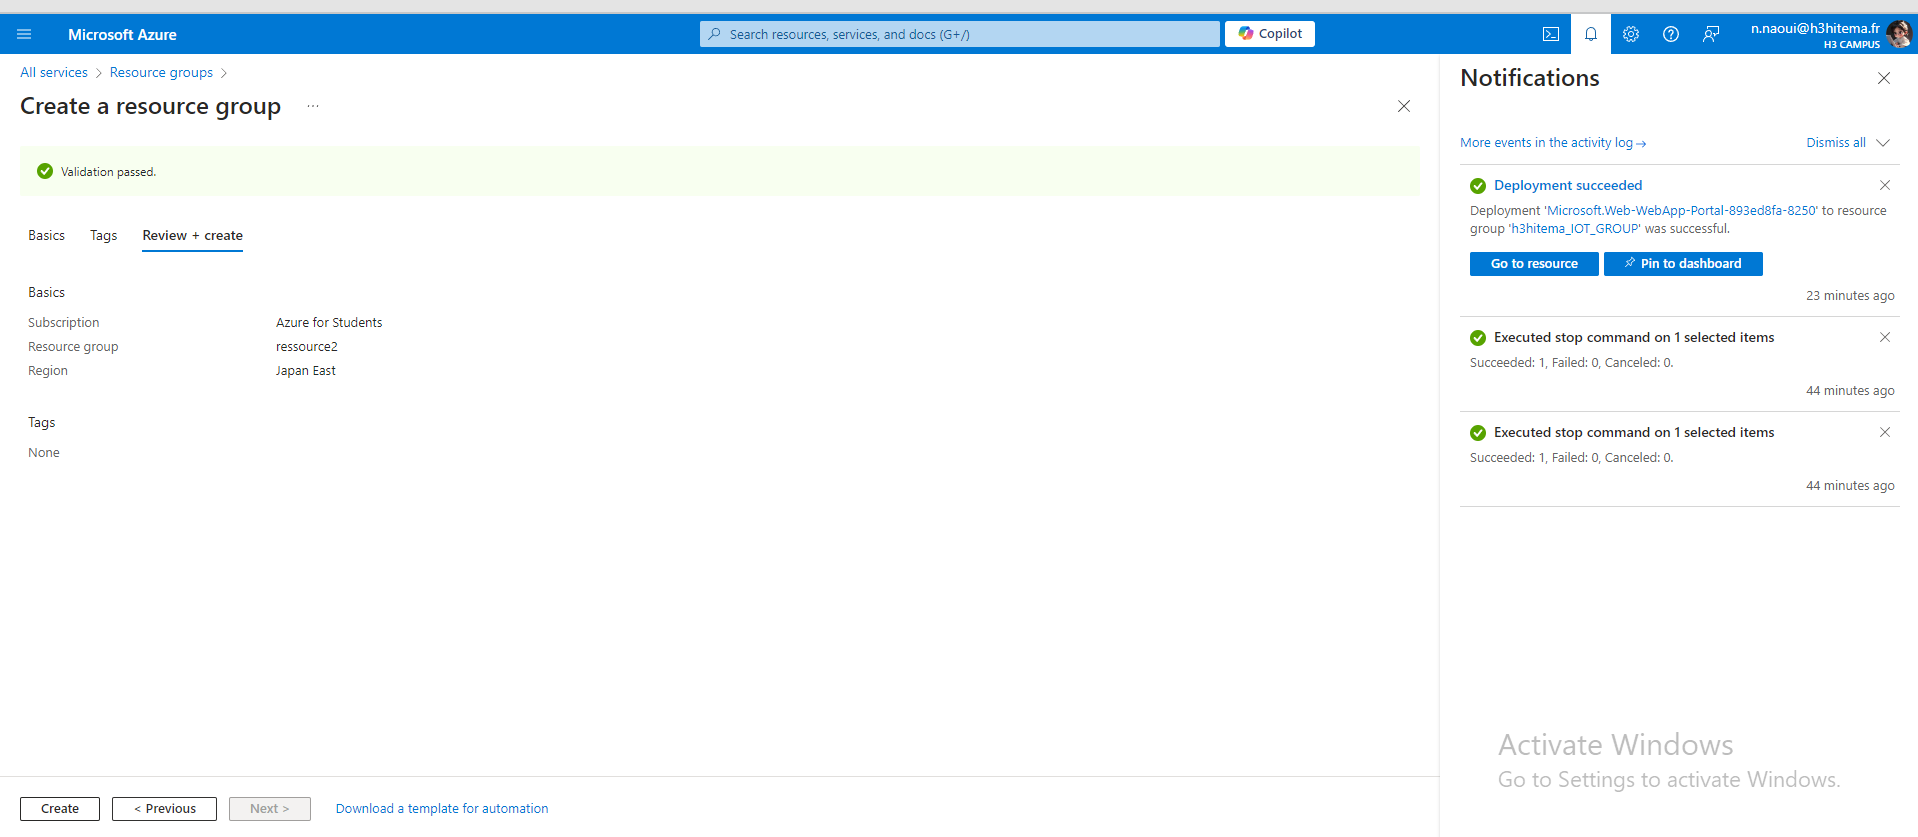 Microsoft Azure
Search resources, services, and docs (G+/)
Copilot
n.naoui@h3hitema.fr
H3 CAMPUS
All services > Resource groups >
Create a resource group ...
Validation passed.
Basics Tags Review + create
Basics
Subscription Azure for Students
Resource group ressource2
Region Japan East
Tags
None
Create < Previous Next > Download a template for automation
Notifications
More events in the activity log → Dismiss all
Deployment succeeded
Deployment 'Microsoft.Web-WebApp-Portal-893ed8fa-8250' to resource
group 'h3hitema_IOT_GROUP' was successful.
Go to resource Pin to dashboard
23 minutes ago
Executed stop command on 1 selected items
Succeeded: 1, Failed: 0, Canceled: 0.
44 minutes ago
Executed stop command on 1 selected items
Succeeded: 1, Failed: 0, Canceled: 0.
44 minutes ago
Activate Windows
Go to Settings to activate Windows.